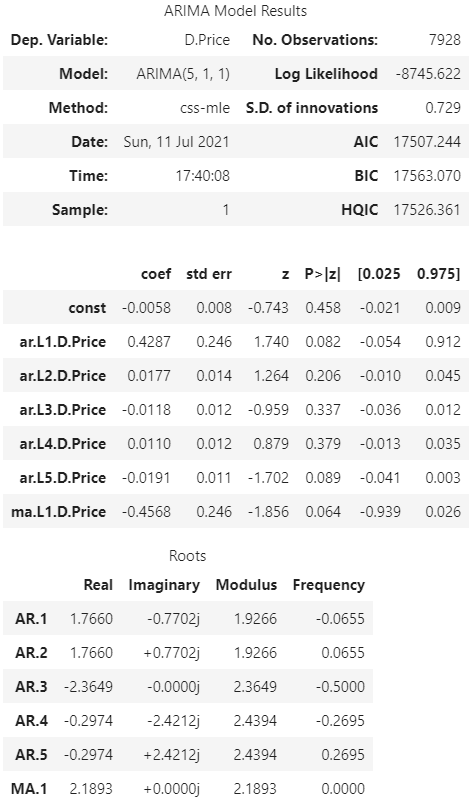 ARIMA Model Results
Dep. Variable: D.Price No. Observations: 7928
Model: ARIMA(5, 1, 1) Log Likelihood -8745.622
Method: css-mle S.D. of innovations 0.729
Date: Sun, 11 Jul 2021 AIC 17507.244
Time: 17:40:08 BIC 17563.070
Sample: 1 HQIC 17526.361
coef std err z P>|z| [0.025 0.975]
const -0.0058 0.008 -0.743 0.458 -0.021 0.009
ar.L1.D.Price 0.4287 0.246 1.740 0.082 -0.054 0.912
ar.L2.D.Price 0.0177 0.014 1.264 0.206 -0.010 0.045
ar.L3.D.Price -0.0118 0.012 -0.959 0.337 -0.036 0.012
ar.L4.D.Price 0.0110 0.012 0.879 0.379 -0.013 0.035
ar.L5.D.Price -0.0191 0.011 -1.702 0.089 -0.041 0.003
ma.L1.D.Price -0.4568 0.246 -1.856 0.064 -0.939 0.026
Roots
Real Imaginary Modulus Frequency
AR.1 1.7660 -0.7702j 1.9266 -0.0655
AR.2 1.7660 +0.7702j 1.9266 0.0655
AR.3 -2.3649 -0.0000j 2.3649 -0.5000
AR.4 -0.2974 -2.4212j 2.4394 -0.2695
AR.5 -0.2974 +2.4212j 2.4394 0.2695
MA.1 2.1893 +0.0000j 2.1893 0.0000